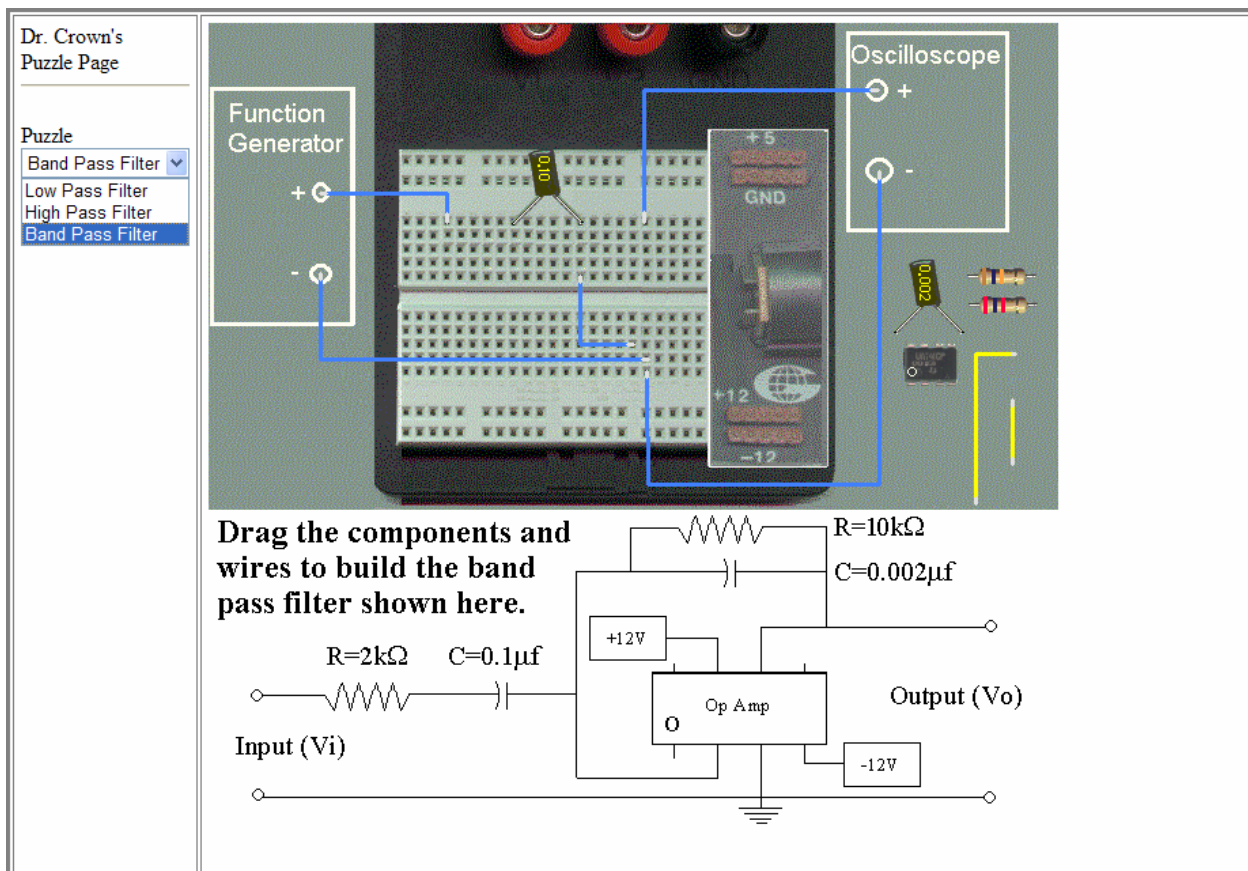 Dr. Crown's
Puzzle Page
Puzzle
Band Pass Filter
Low Pass Filter
High Pass Filter
Band Pass Filter
Function
Generator
+
-
0.10
Oscilloscope
+
-
+5
GND
+12
-12
0.002
Drag the components and
wires to build the band
pass filter shown here.
R=10kΩ
C=0.002µf
+12V
R=2kΩ
C=0.1µf
Op Amp
O
Output (Vo)
Input (Vi)
-12V